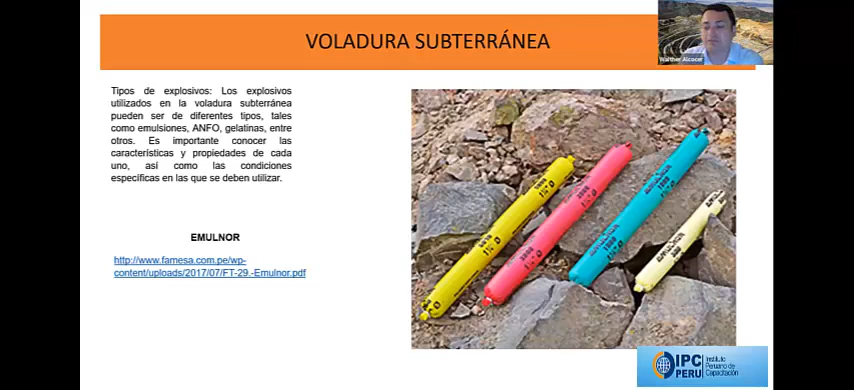 VOLADURA SUBTERRÁNEA
Walther Alcocer
Tipos de explosivos: Los explosivos
utilizados en la voladura subterránea
pueden ser de diferentes tipos, tales
como emulsiones, ANFO, gelatinas, entre
otros. Es importante conocer las
características y propiedades de cada
uno, así como las condiciones
específicas en las que se deben utilizar.
EMULNOR
http://www.famesa.com.pe/wp-
content/uploads/2017/07/FT-29.-Emulnor.pdf
IPC
PERU
Instituto
Peruano de
Capacitación